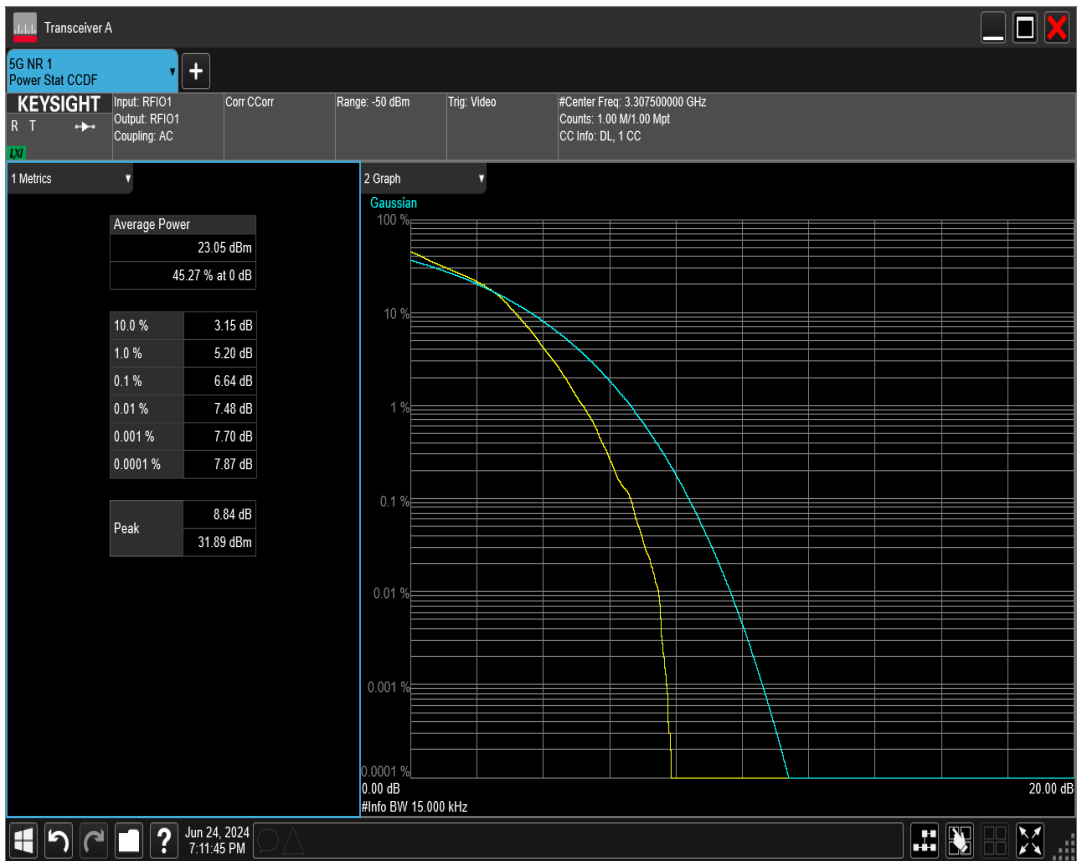 Transceiver A
5G NR 1
Power Stat CCDF
+
KEYSIGHT
R T
LXI
Input: RFIO1
Output: RFIO1
Coupling: AC
Corr CCorr
Range: -50 dBm
Trig: Video
#Center Freq: 3.307500000 GHz
Counts: 1.00 M/1.00 Mpt
CC Info: DL, 1 CC
1 Metrics
Average Power
23.05 dBm
45.27 % at 0 dB
10.0 % 3.15 dB
1.0 % 5.20 dB
0.1 % 6.64 dB
0.01 % 7.48 dB
0.001 % 7.70 dB
0.0001 % 7.87 dB
Peak
8.84 dB
31.89 dBm
2 Graph
Gaussian
100 %
10 %
1 %
0.1 %
0.01 %
0.001 %
0.0001 %
0.00 dB 20.00 dB
#Info BW 15.000 kHz
?
Jun 24, 2024
7:11:45 PM